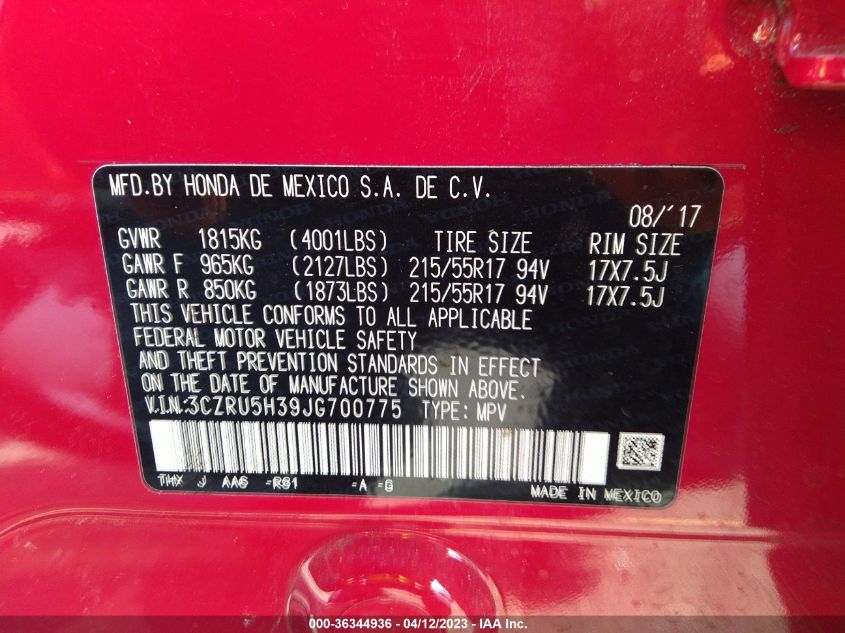 MFD.BY HONDA DE MEXICO S.A. DE C.V.
08/'17
GVWR 1815KG (4001LBS) TIRE SIZE RIM SIZE
GAWR F 965KG (2127LBS) 215/55R17 94V 17X7.5J
GAWR R 850KG (1873LBS) 215/55R17 94V 17X7.5J
THIS VEHICLE CONFORMS TO ALL APPLICABLE
FEDERAL MOTOR VEHICLE SAFETY
AND THEFT PREVENTION STANDARDS IN EFFECT
ON THE DATE OF MANUFACTURE SHOWN ABOVE.
V.I.N:3CZRU5H39JG700775 TYPE: MPV
THX J AA6 -RS1 =A =G
MADE IN MEXICO
000-36344936 - 04/12/2023 - IAA Inc.